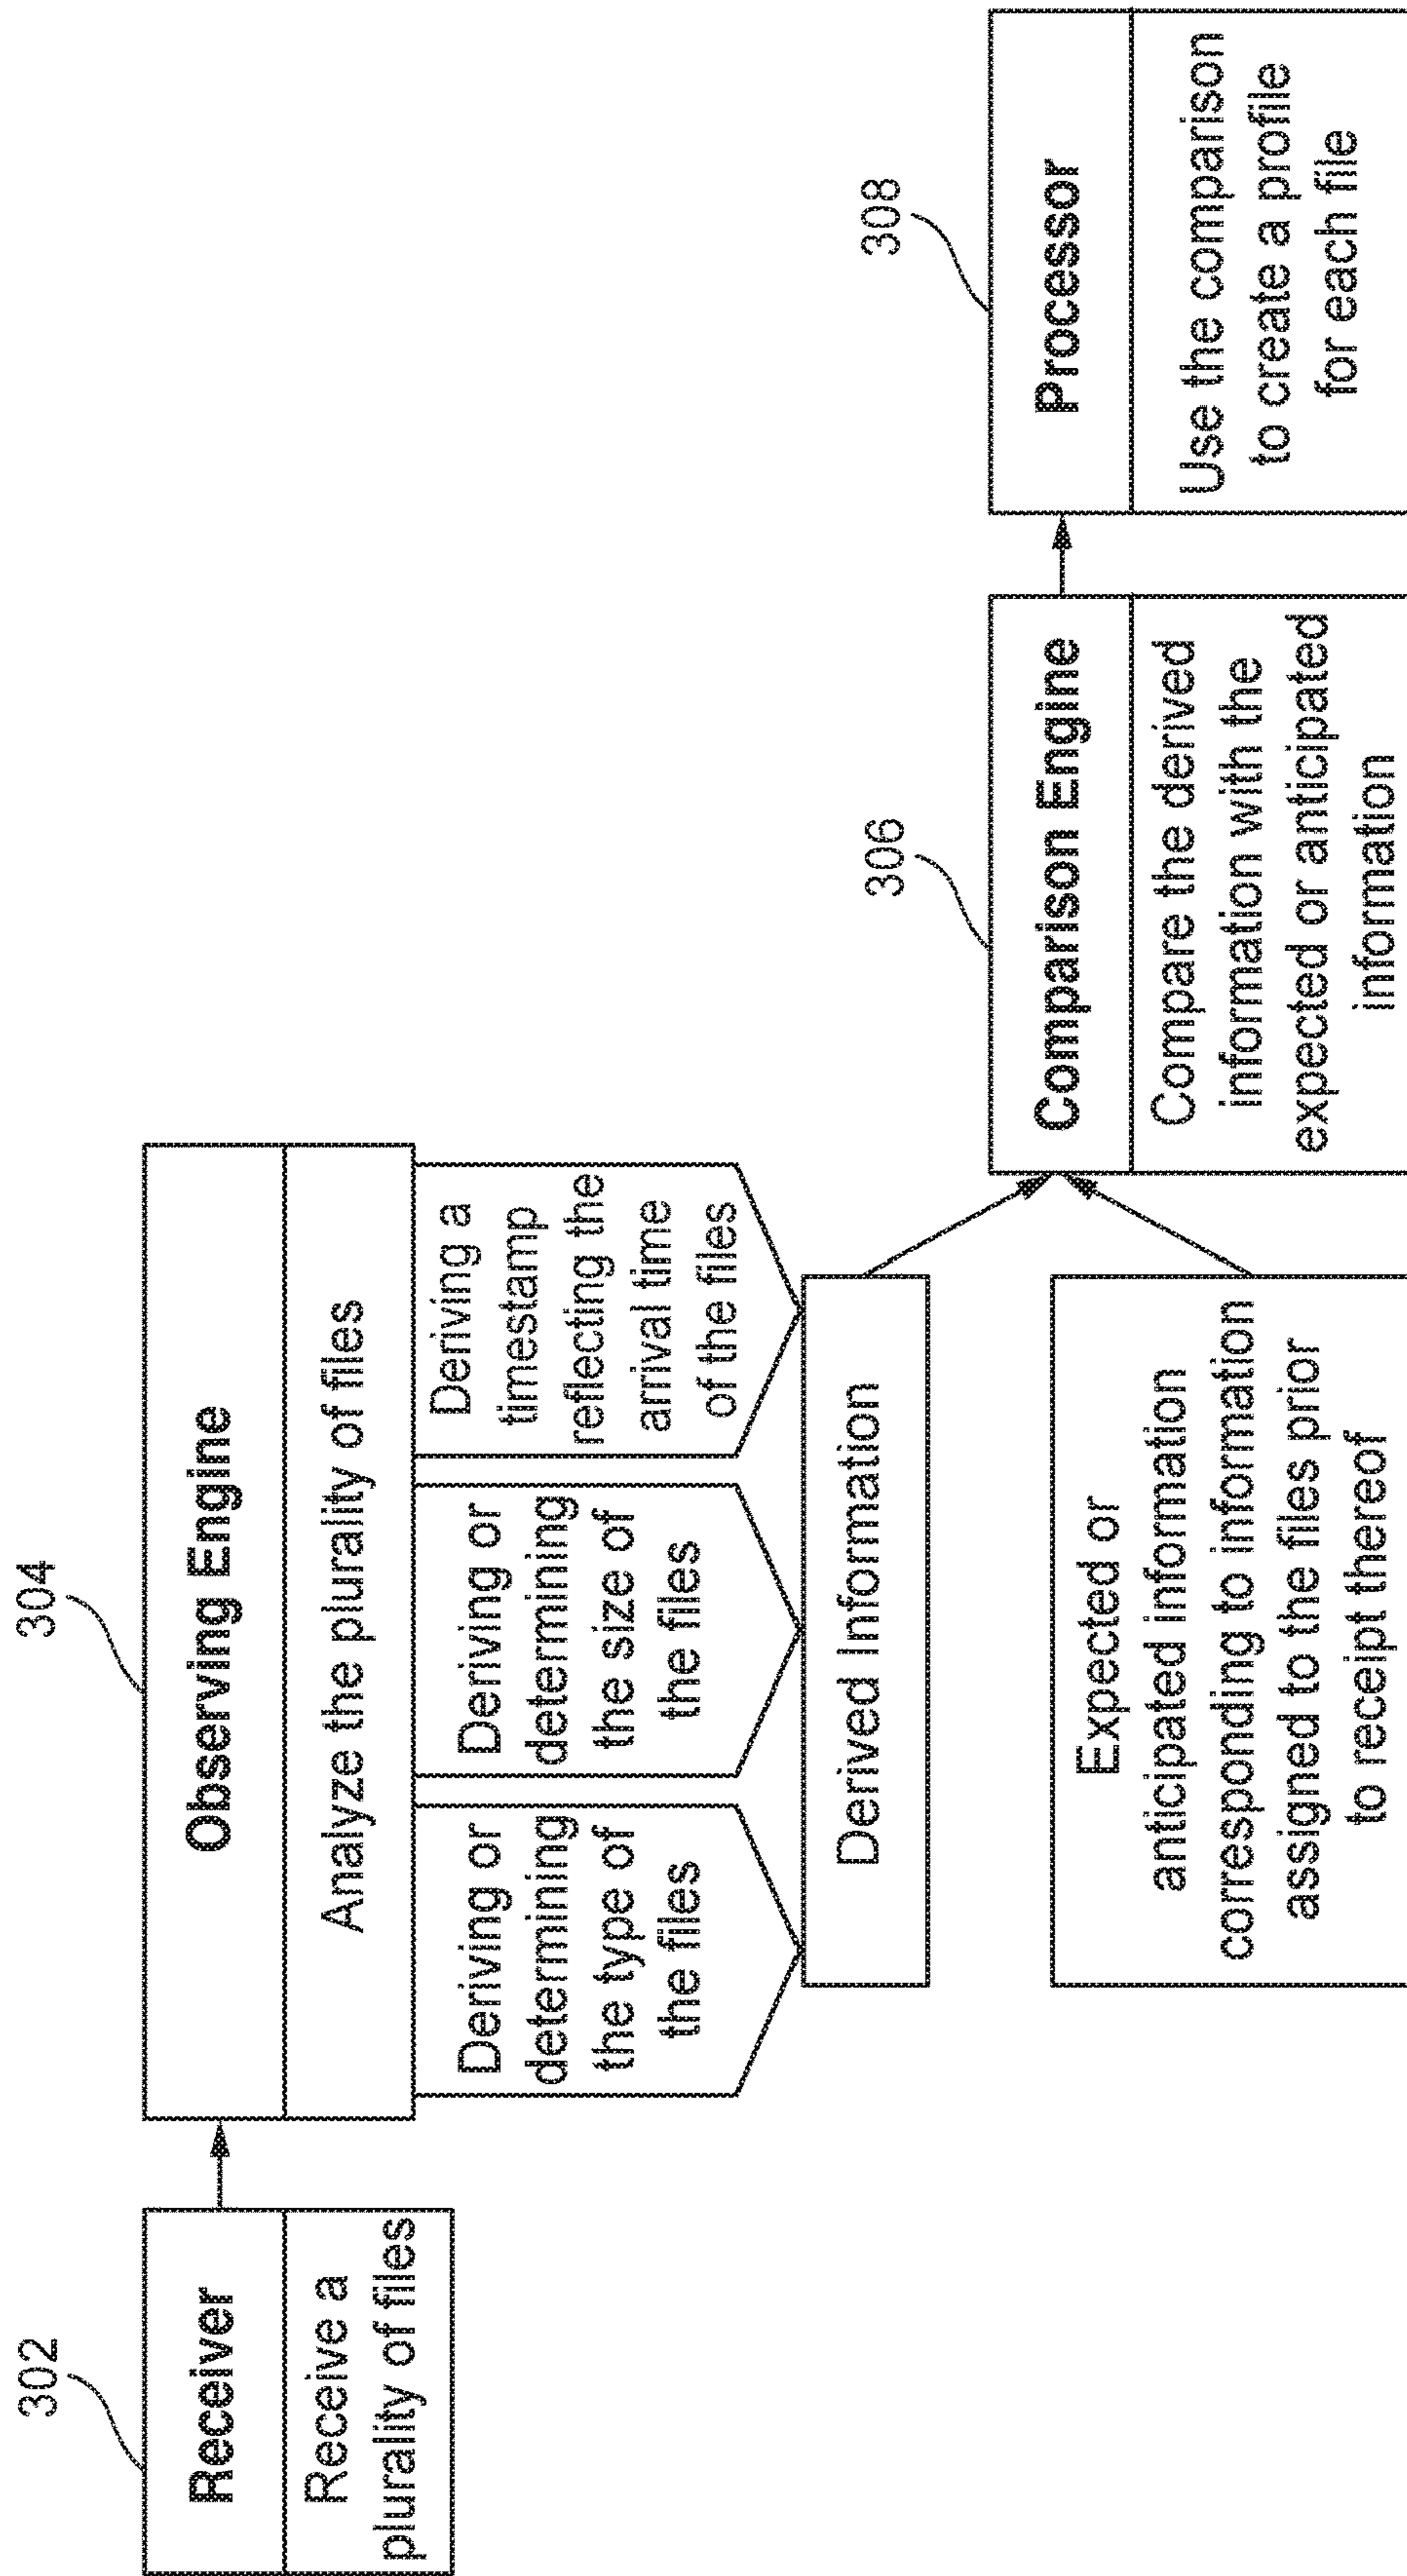 302
Receiver
Receive a
plurality of files
304
Observing Engine
Analyze the plurality of files
Deriving or
determining
the type of
the files
Deriving or
determining
the size of
the files
Deriving a
timestamp
reflecting the
arrival time
of the files
Derived Information
Expected or
anticipated information
corresponding to information
assigned to the files prior
to receipt thereof
306
Comparison Engine
Compare the derived
information with the
expected or anticipated
information
308
Processor
Use the comparison
to create a profile
for each file